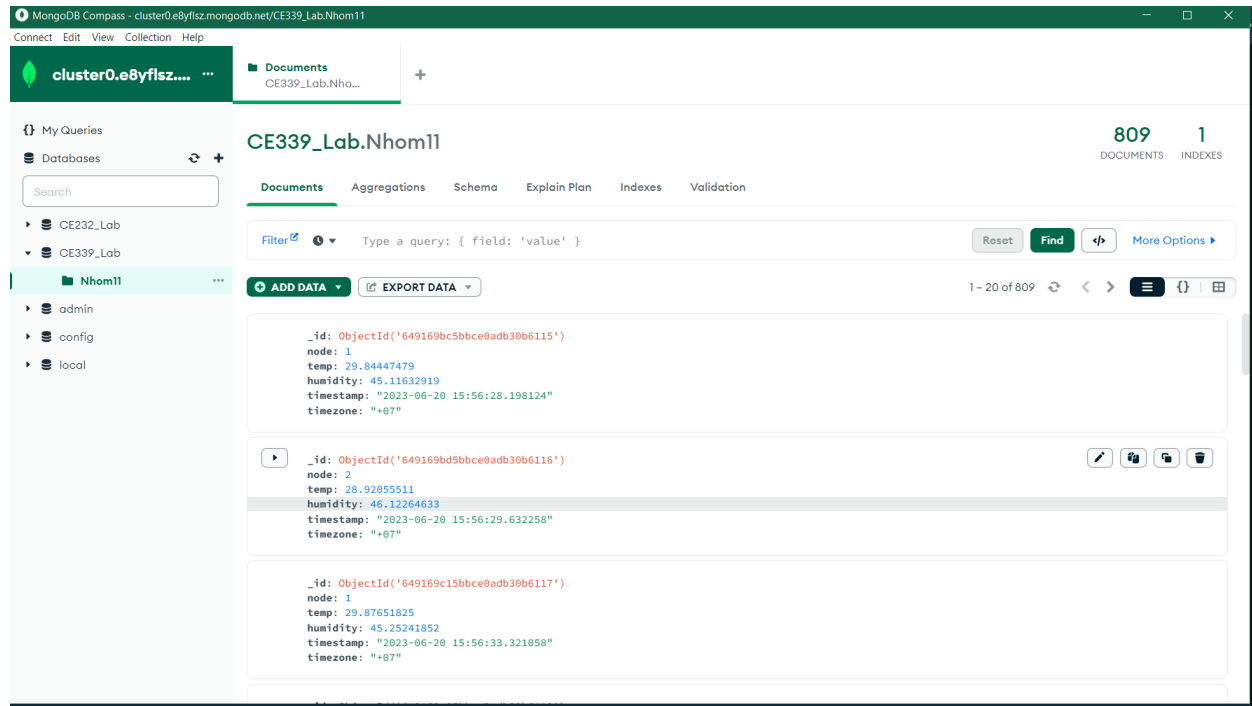 MongoDB Compass - cluster0.e8yflsz.mongodb.net/CE339_Lab.Nhom11
Connect Edit View Collection Help
cluster0.e8yflsz.... ...
Documents
CE339_Lab.Nho...
My Queries
Databases
Search
CE232_Lab
CE339_Lab
Nhom11
admin
config
local
CE339_Lab.Nhom11
809 DOCUMENTS
1 INDEXES
Documents Aggregations Schema Explain Plan Indexes Validation
Filter Type a query: { field: 'value' } Reset Find </> More Options
ADD DATA EXPORT DATA 1 – 20 of 809 {}
_id: ObjectId('649169bc5bbce0adb30b6115')
node: 1
temp: 29.84447479
humidity: 45.11632919
timestamp: "2023-06-20 15:56:28.198124"
timezone: "+07"
_id: ObjectId('649169bd5bbce0adb30b6116')
node: 2
temp: 28.92055511
humidity: 46.12264633
timestamp: "2023-06-20 15:56:29.632258"
timezone: "+07"
_id: ObjectId('649169c15bbce0adb30b6117')
node: 1
temp: 29.87651825
humidity: 45.25241852
timestamp: "2023-06-20 15:56:33.321058"
timezone: "+07"